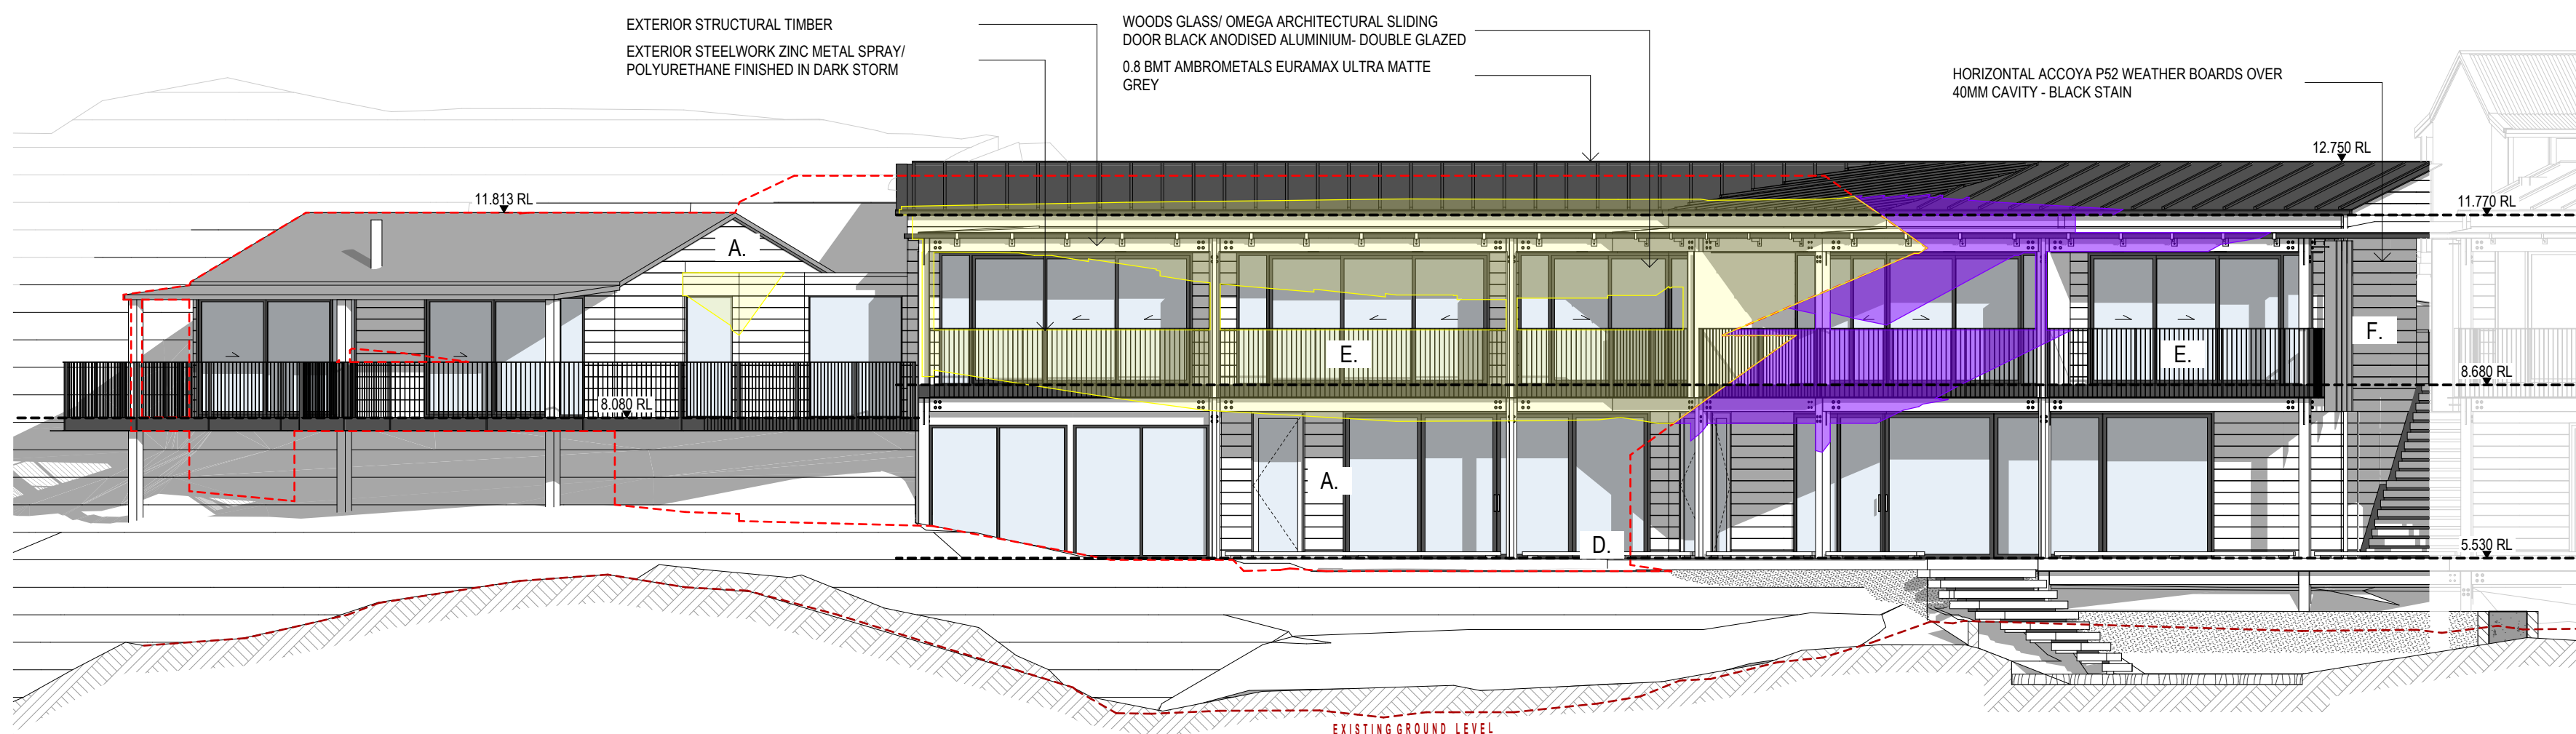 EXTERIOR STRUCTURAL TIMBER
EXTERIOR STEELWORK ZINC METAL SPRAY/
POLYURETHANE FINISHED IN DARK STORM
WOODS GLASS/ OMEGA ARCHITECTURAL SLIDING
DOOR BLACK ANODISED ALUMINIUM- DOUBLE GLAZED
0.8 BMT AMBROMETALS EURAMAX ULTRA MATTE
GREY
HORIZONTAL ACCOYA P52 WEATHER BOARDS OVER
40MM CAVITY - BLACK STAIN
12.750 RL
11.813 RL
11.770 RL
A.
E.
E.
F.
8.680 RL
8.080 RL
A.
D.
5.530 RL
EXISTING GROUND LEVEL